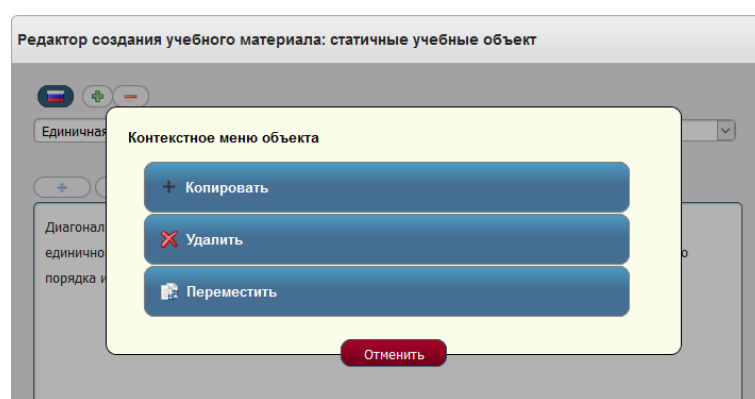 Редактор создания учебного материала: статичные учебные объект
Единичная
Контекстное меню объекта
Копировать
Диагонал
Удалить
единично о
порядка и
Переместить
Отменить